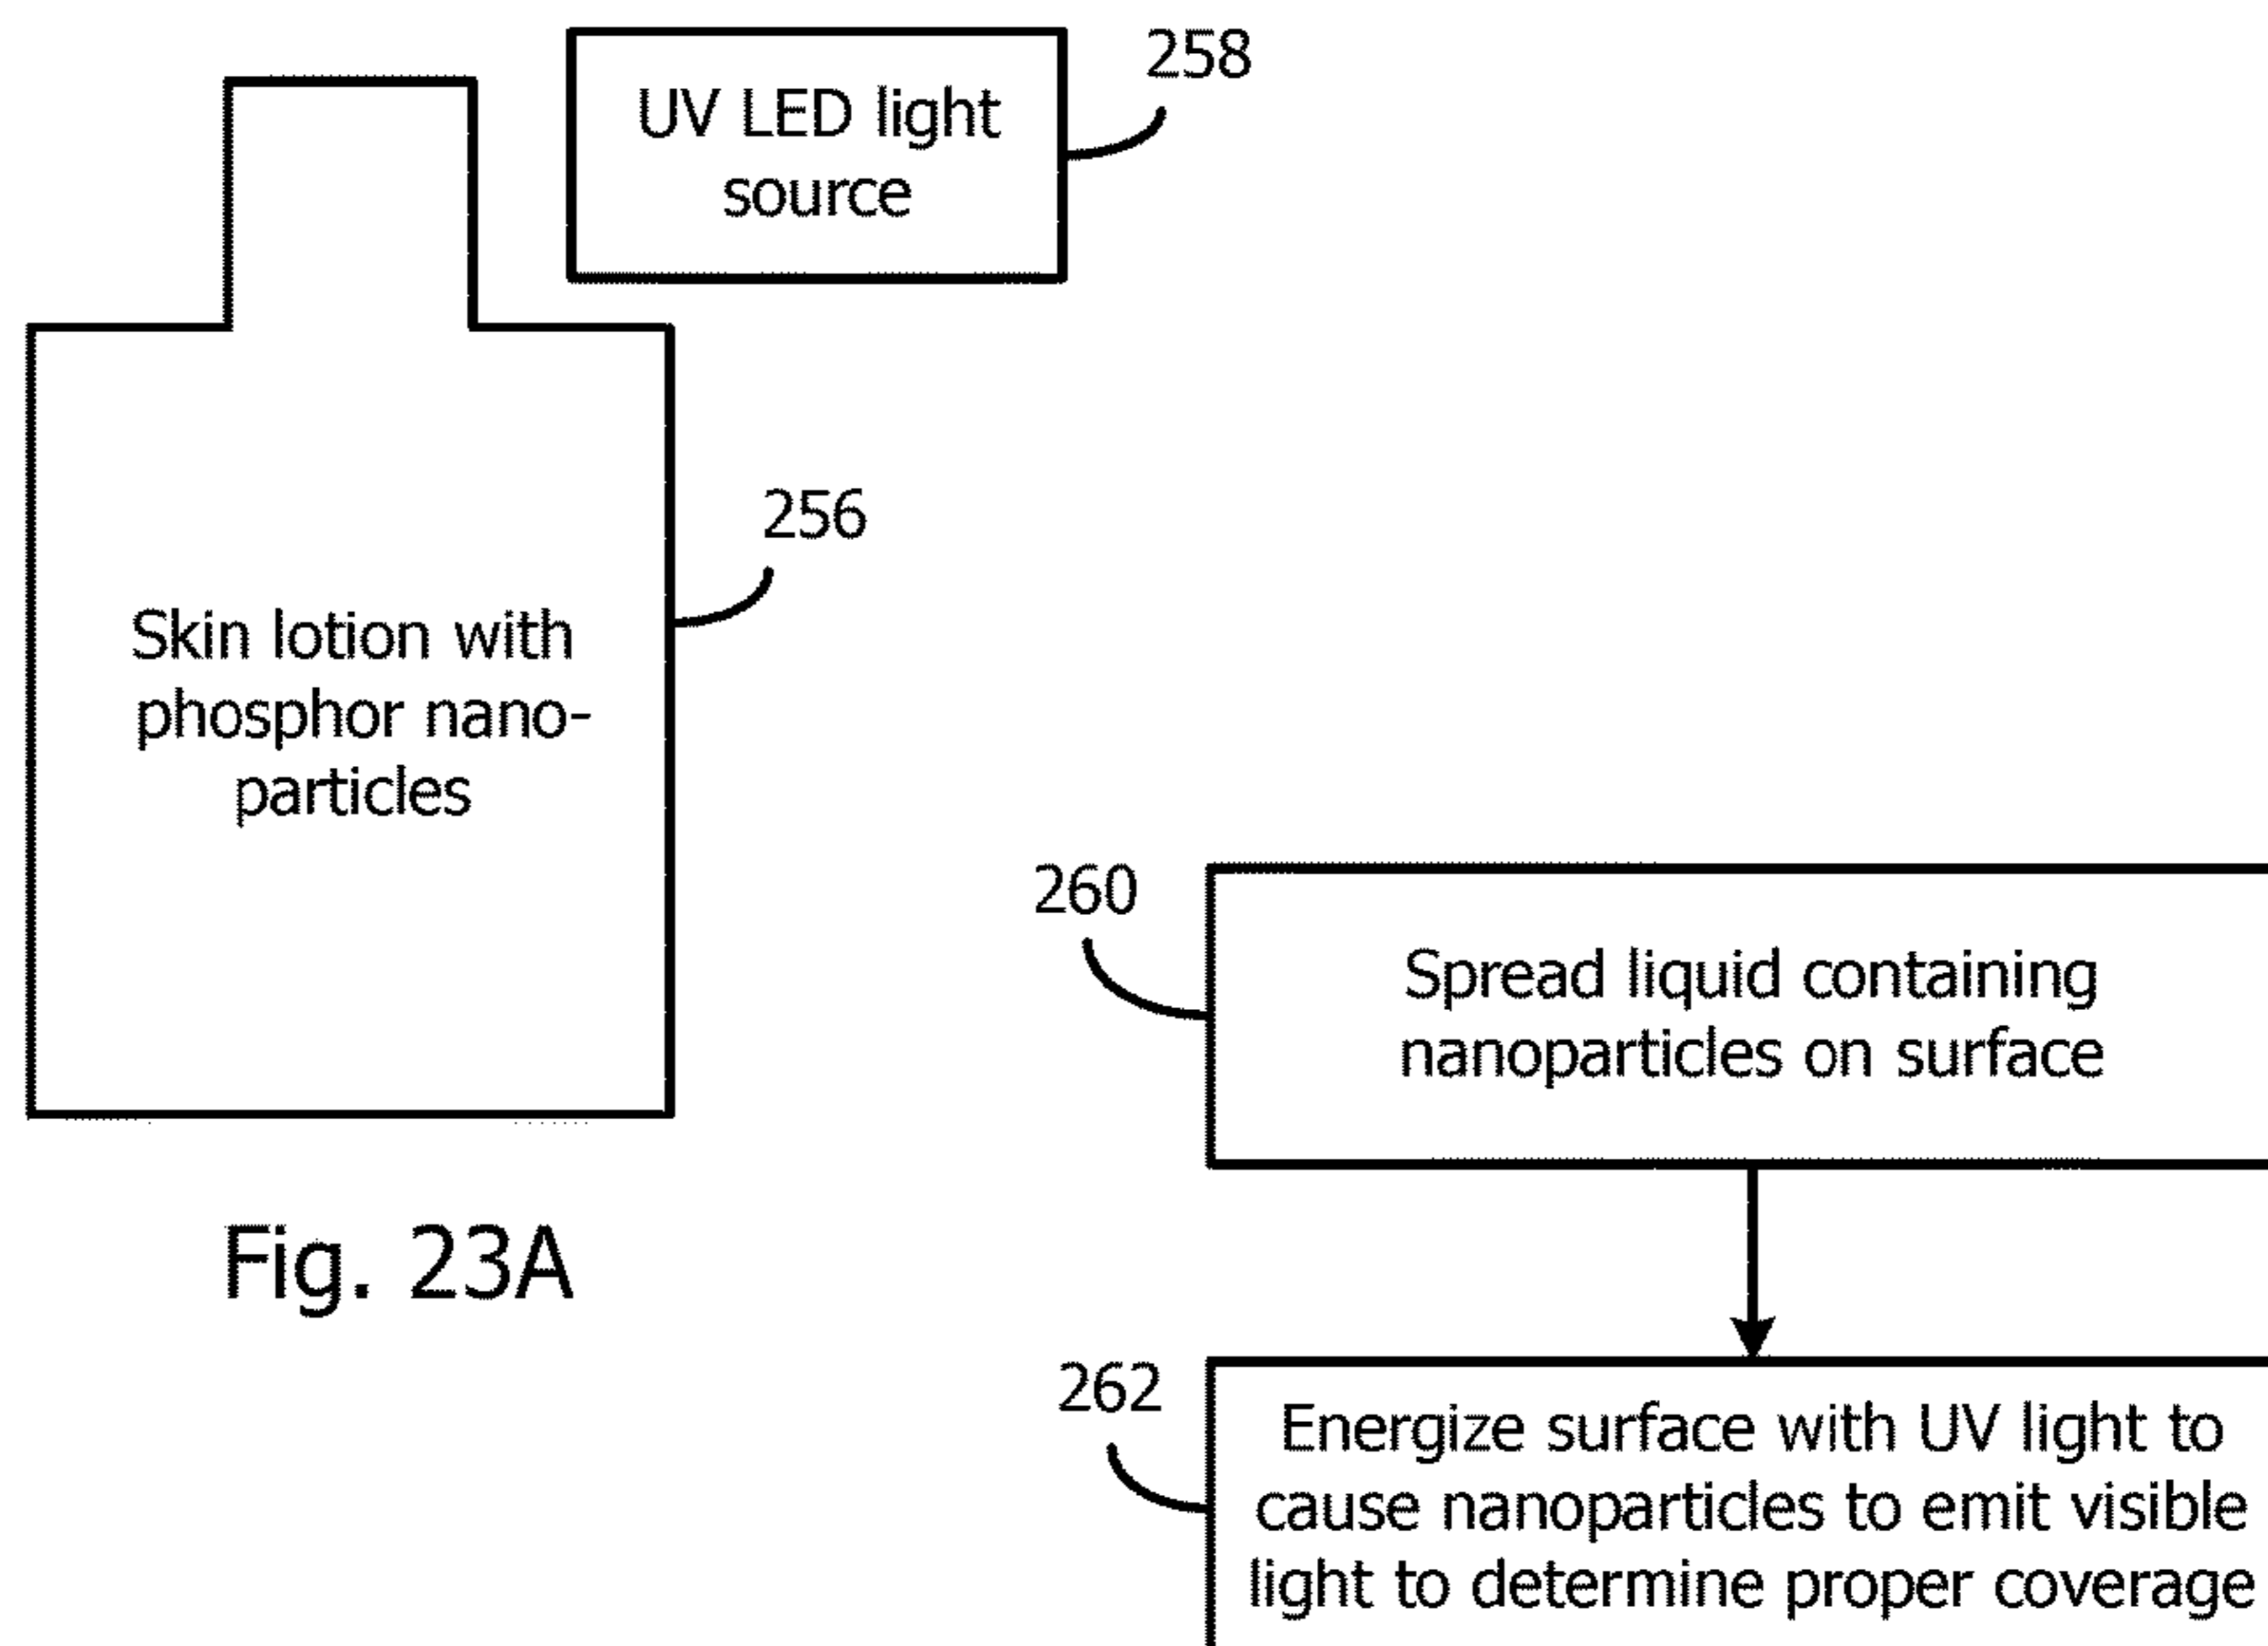 258
UV LED light
source
256
Skin lotion with
phosphor nano-
particles
Fig. 23A
260
Spread liquid containing
nanoparticles on surface
262
Energize surface with UV light to
cause nanoparticles to emit visible
light to determine proper coverage